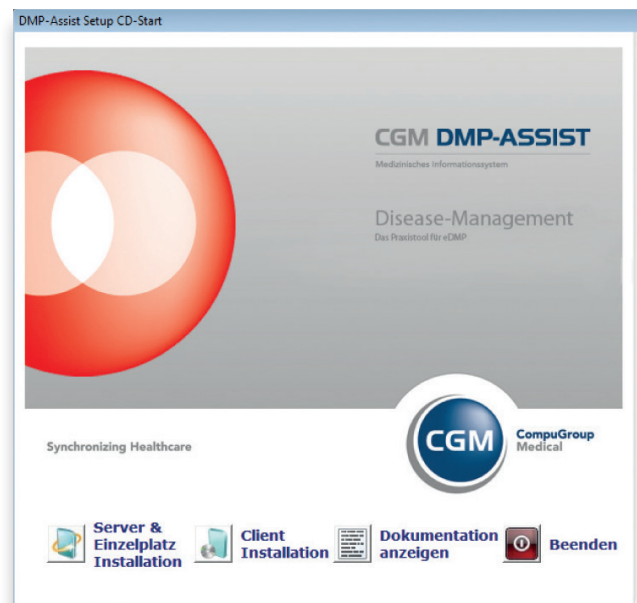 DMP-Assist Setup CD-Start
CGM DMP-ASSIST
Medizinisches Informationssystem
Disease-Management
Das Praxistool für eDMP
Synchronizing Healthcare
CGM
CompuGroup
Medical
Server &
Einzelplatz
Installation
Client
Installation
Dokumentation
anzeigen
Beenden